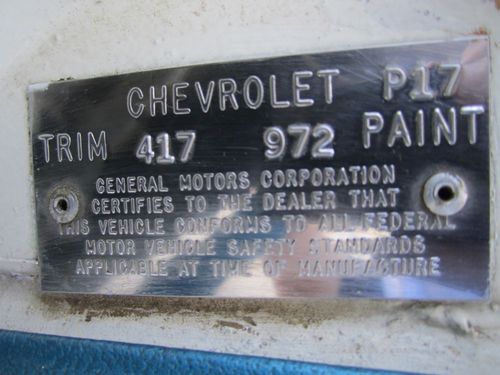 CHEVROLET P17
TRIM 417 972 PAINT
GENERAL MOTORS CORPORATION
CERTIFIES TO THE DEALER THAT
THIS VEHICLE CONFORMS TO ALL FEDERAL
MOTOR VEHICLE SAFETY STANDARDS
APPLICABLE AT TIME OF MANUFACTURE